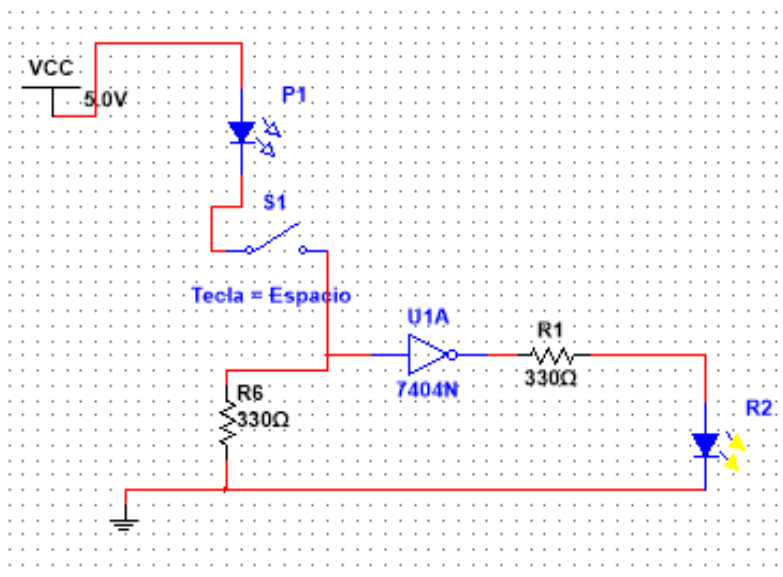 VCC
5.0V
P1
S1
Tecla = Espacio
U1A
7404N
R1
330Ω
R6
330Ω
R2